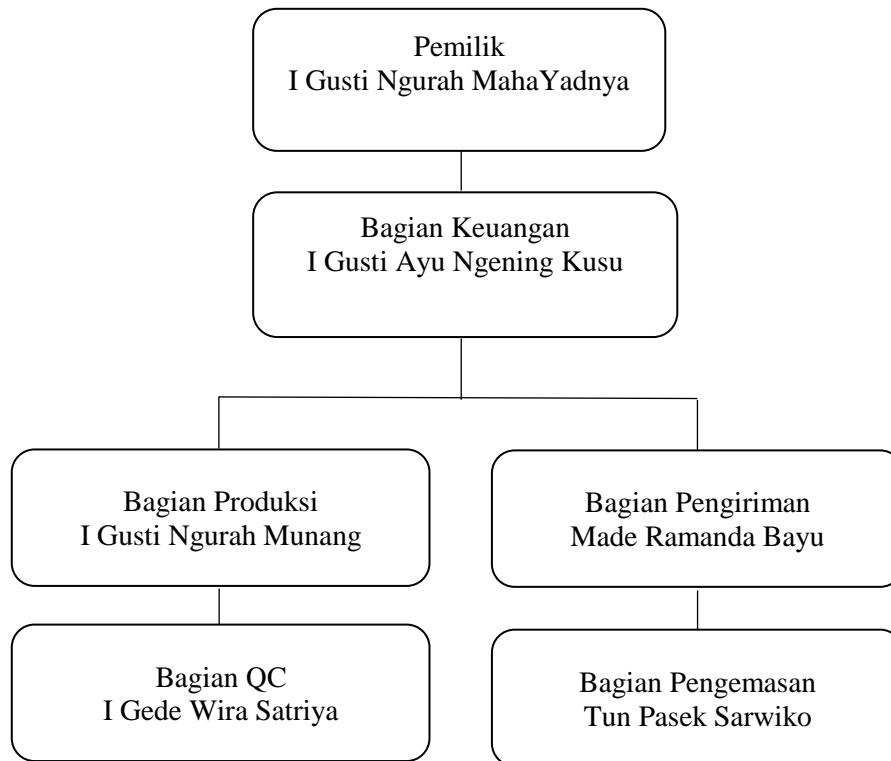 Pemilik
I Gusti Ngurah MahaYadnya
Bagian Keuangan
I Gusti Ayu Ngening Kusu
Bagian Produksi
I Gusti Ngurah Munang
Bagian Pengiriman
Made Ramanda Bayu
Bagian QC
I Gede Wira Satriya
Bagian Pengemasan
Tun Pasek Sarwiko